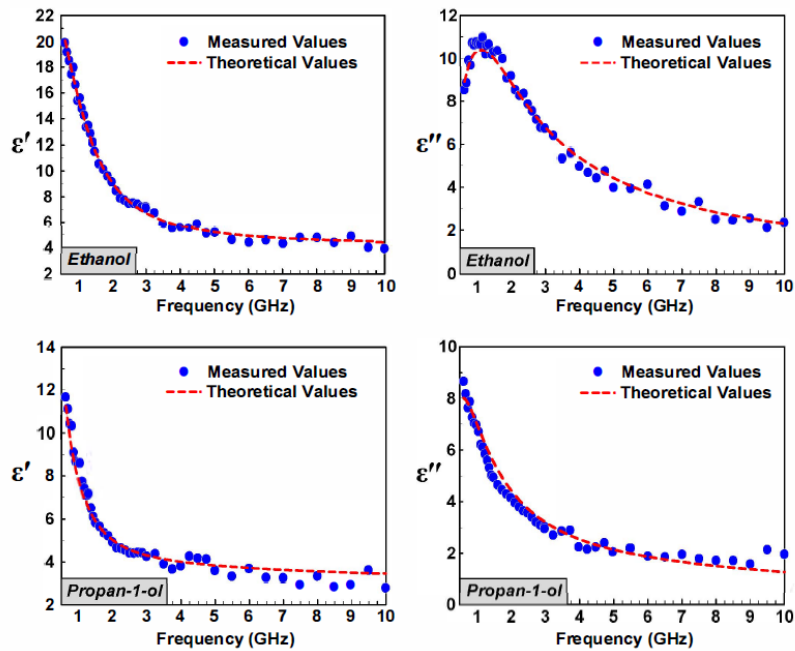 20
18
16
14
12
10
8
6
4
2
ε′
Measured Values
Theoretical Values
Ethanol
1 2 3 4 5 6 7 8 9 10
Frequency (GHz)
12
10
8
6
4
2
0
ε″
Measured Values
Theoretical Values
Ethanol
1 2 3 4 5 6 7 8 9 10
Frequency (GHz)
14
12
10
8
6
4
2
ε′
Measured Values
Theoretical Values
Propan-1-ol
1 2 3 4 5 6 7 8 9 10
Frequency (GHz)
10
8
6
4
2
0
ε″
Measured Values
Theoretical Values
Propan-1-ol
1 2 3 4 5 6 7 8 9 10
Frequency (GHz)